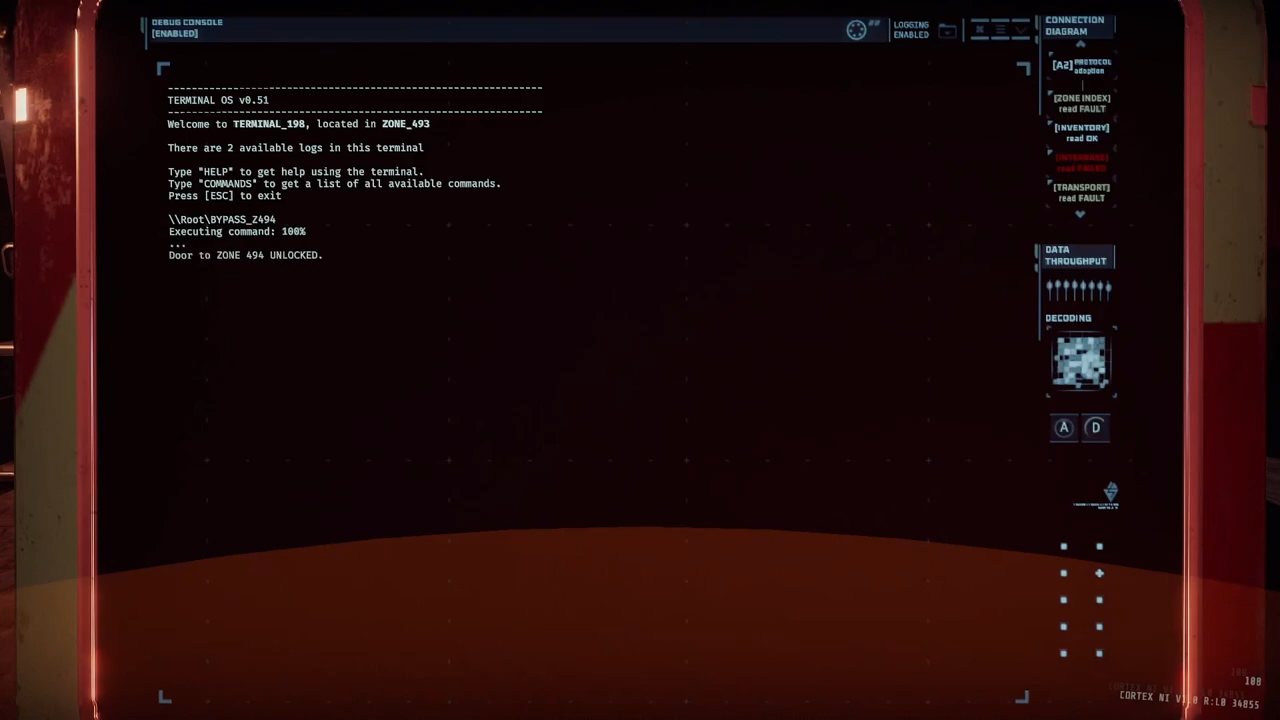 DEBUG CONSOLE
[ENABLED]
LOGGING
ENABLED
CONNECTION
DIAGRAM
[A2] PROTOCOL
adaption
[ZONE INDEX]
read FAULT
[INVENTORY]
read OK
[INTERFACE]
read FAILED
[TRANSPORT]
read FAULT
DATA
THROUGHPUT
DECODING
A D
TERMINAL OS v0.51
Welcome to TERMINAL_198, located in ZONE_493
There are 2 available logs in this terminal
Type "HELP" to get help using the terminal.
Type "COMMANDS" to get a list of all available commands.
Press [ESC] to exit
\\Root\BYPASS_Z494
Executing command: 100%
...
Door to ZONE 494 UNLOCKED.
108